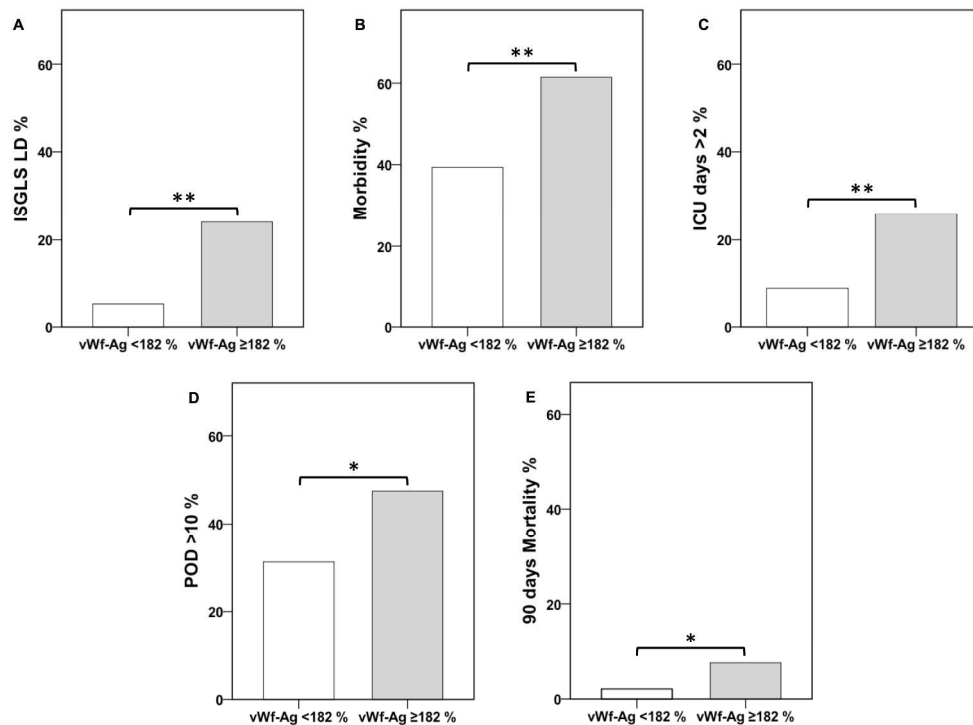 A
ISGLS LD %
60
40
20
0
**
vWf-Ag <182 % vWf-Ag ≥182 %
B
Morbidity %
60
40
20
0
**
vWf-Ag <182 % vWf-Ag ≥182 %
C
ICU days >2 %
60
40
20
0
**
vWf-Ag <182 % vWf-Ag ≥182 %
D
POD >10 %
60
40
20
0
*
vWf-Ag <182 % vWf-Ag ≥182 %
E
90 days Mortality %
60
40
20
0
*
vWf-Ag <182 % vWf-Ag ≥182 %